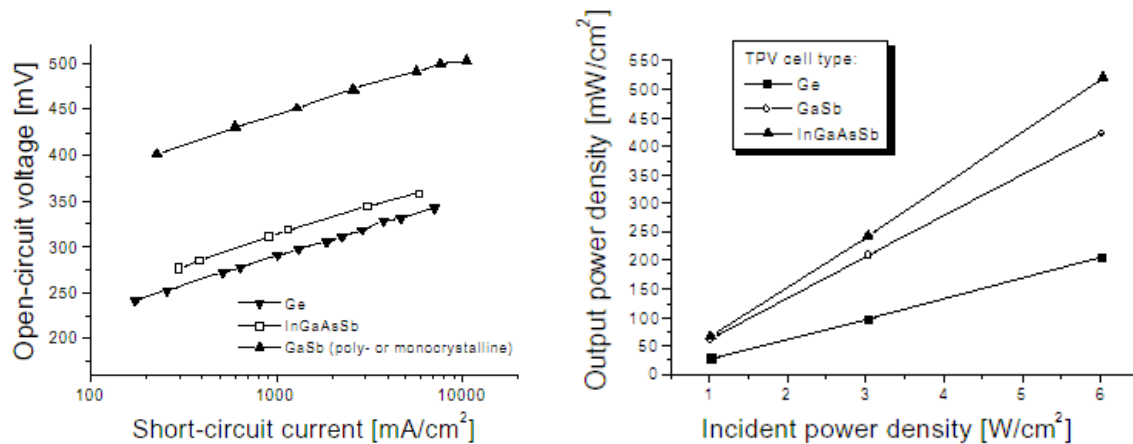 Open-circuit voltage [mV]
500
450
400
350
300
250
200
Ge
InGaAsSb
GaSb (poly- or monocrystalline)
100
1000
10000
Short-circuit current [mA/cm²]
Output power density [mW/cm²]
550
500
450
400
350
300
250
200
150
100
50
0
TPV cell type:
Ge
GaSb
InGaAsSb
1 2 3 4 5 6
Incident power density [W/cm²]